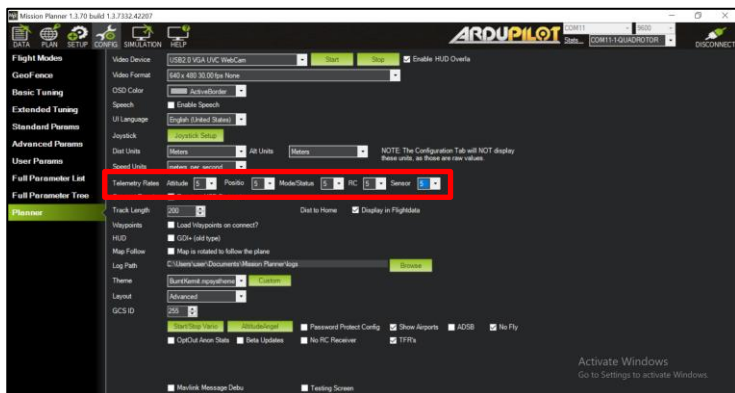 Mission Planner 1.3.70 build 1.3.7332.42207
DATA PLAN SETUP CONFIG SIMULATION HELP
ARDUPILOT
COM11 9600
Stats... COM11-1-QUADROTOR
DISCONNECT
Flight Modes
GeoFence
Basic Tuning
Extended Tuning
Standard Params
Advanced Params
User Params
Full Parameter List
Full Parameter Tree
Planner
Video Device USB2.0 VGA UVC WebCam Start Stop Enable HUD Overla
Video Format 640 x 480 30.00 fps None
OSD Color ActiveBorder
Speech Enable Speech
UI Language English (United States)
Joystick Joystick Setup
Dist Units Meters Alt Units Meters NOTE: The Configuration Tab will NOT display
these units, as those are raw values.
Speed Units meters_per_second
Telemetry Rates Attitude 5 Positio 5 Mode/Status 5 RC 5 Sensor 5
Track Length 200 Dist to Home Display in Flightdata
Waypoints Load Waypoints on connect?
HUD GDI+ (old type)
Map Follow Map is rotated to follow the plane
Log Path C:\Users\user\Documents\Mission Planner\logs Browse
Theme BurntKermit.mpsystheme Custom
Layout Advanced
GCS ID 255
Start/Stop Vario AltitudeAngel Password Protect Config Show Airports ADSB No Fly
OptOut Anon Stats Beta Updates No RC Receiver TFR's
Activate Windows
Go to Settings to activate Windows.
Mavlink Message Debu Testing Screen